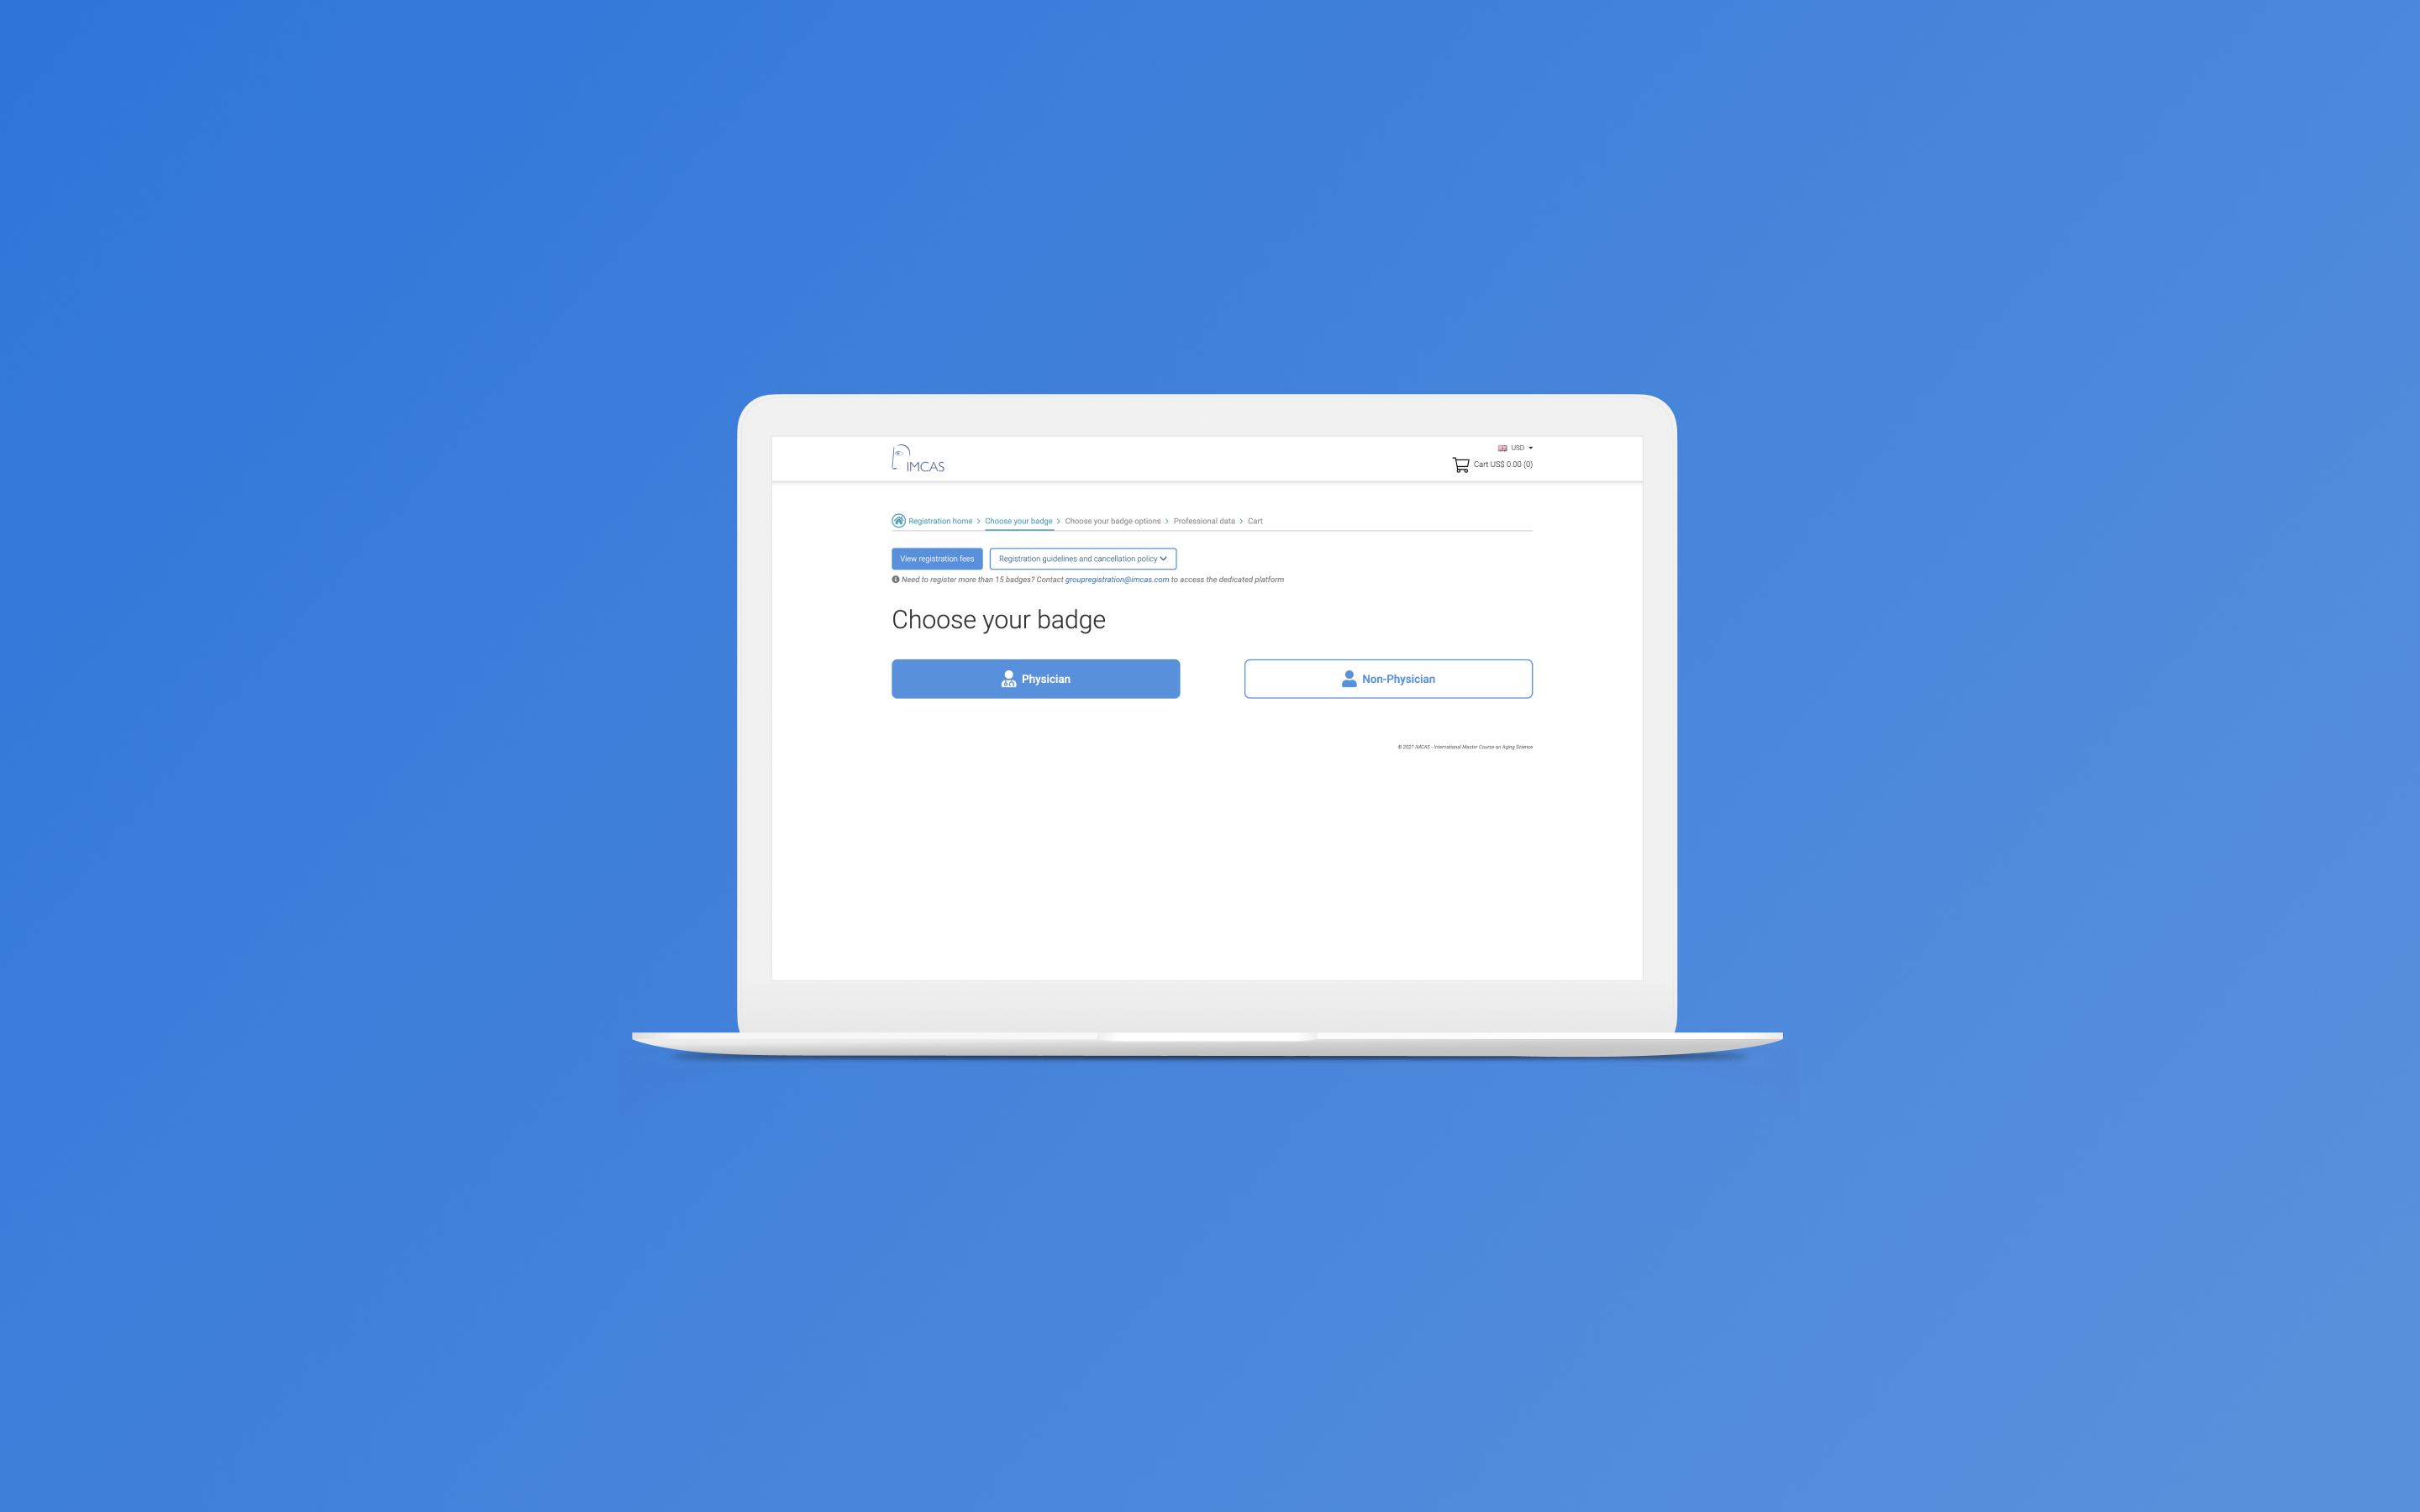 IMCAS
USD
Cart US$ 0.00 (0)
Registration home > Choose your badge > Choose your badge options > Professional data > Cart
View registration fees
Registration guidelines and cancellation policy
Need to register more than 15 badges? Contact groupregistration@imcas.com to access the dedicated platform
Choose your badge
Physician
Non-Physician
© 2021 IMCAS - International Master Course on Aging Science